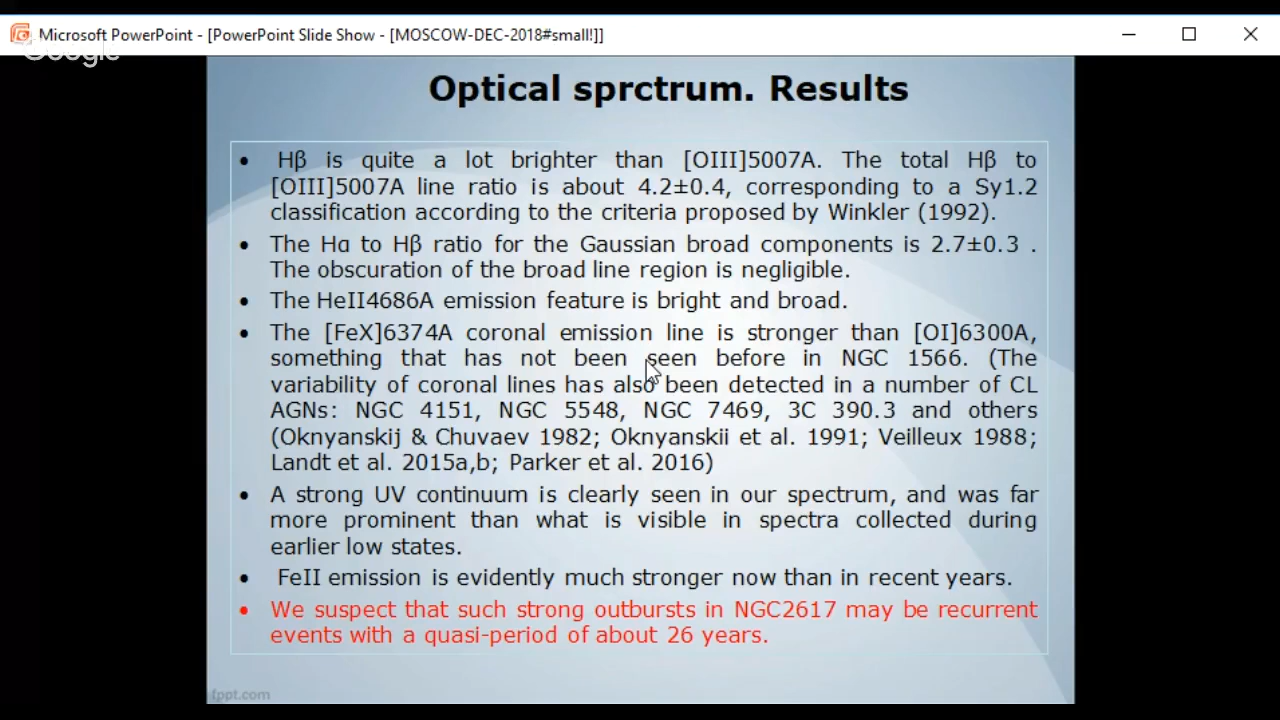 Microsoft PowerPoint - [PowerPoint Slide Show - [MOSCOW-DEC-2018#small!]]
Google
Optical sprctrum. Results
• Hβ is quite a lot brighter than [OIII]5007A. The total Hβ to
[OIII]5007A line ratio is about 4.2±0.4, corresponding to a Sy1.2
classification according to the criteria proposed by Winkler (1992).
• The Hα to Hβ ratio for the Gaussian broad components is 2.7±0.3 .
The obscuration of the broad line region is negligible.
• The HeII4686A emission feature is bright and broad.
• The [FeX]6374A coronal emission line is stronger than [OI]6300A,
something that has not been seen before in NGC 1566. (The
variability of coronal lines has also been detected in a number of CL
AGNs: NGC 4151, NGC 5548, NGC 7469, 3C 390.3 and others
(Oknyanskij & Chuvaev 1982; Oknyanskii et al. 1991; Veilleux 1988;
Landt et al. 2015a,b; Parker et al. 2016)
• A strong UV continuum is clearly seen in our spectrum, and was far
more prominent than what is visible in spectra collected during
earlier low states.
• FeII emission is evidently much stronger now than in recent years.
• We suspect that such strong outbursts in NGC2617 may be recurrent
events with a quasi-period of about 26 years.
fppt.com